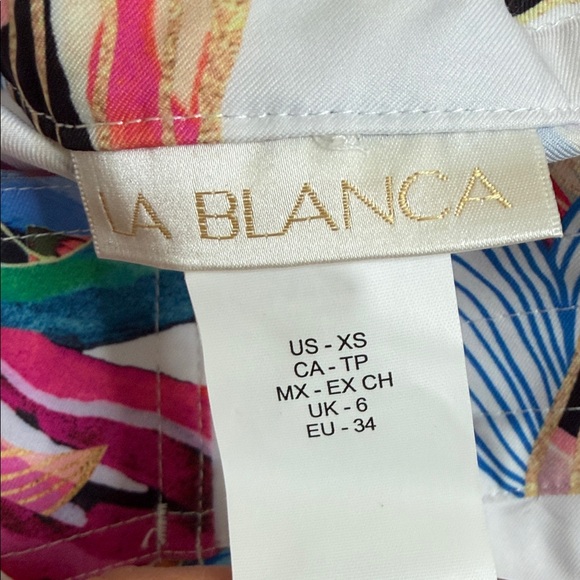 LA BLANCA
US - XS
CA - TP
MX - EX CH
UK - 6
EU - 34